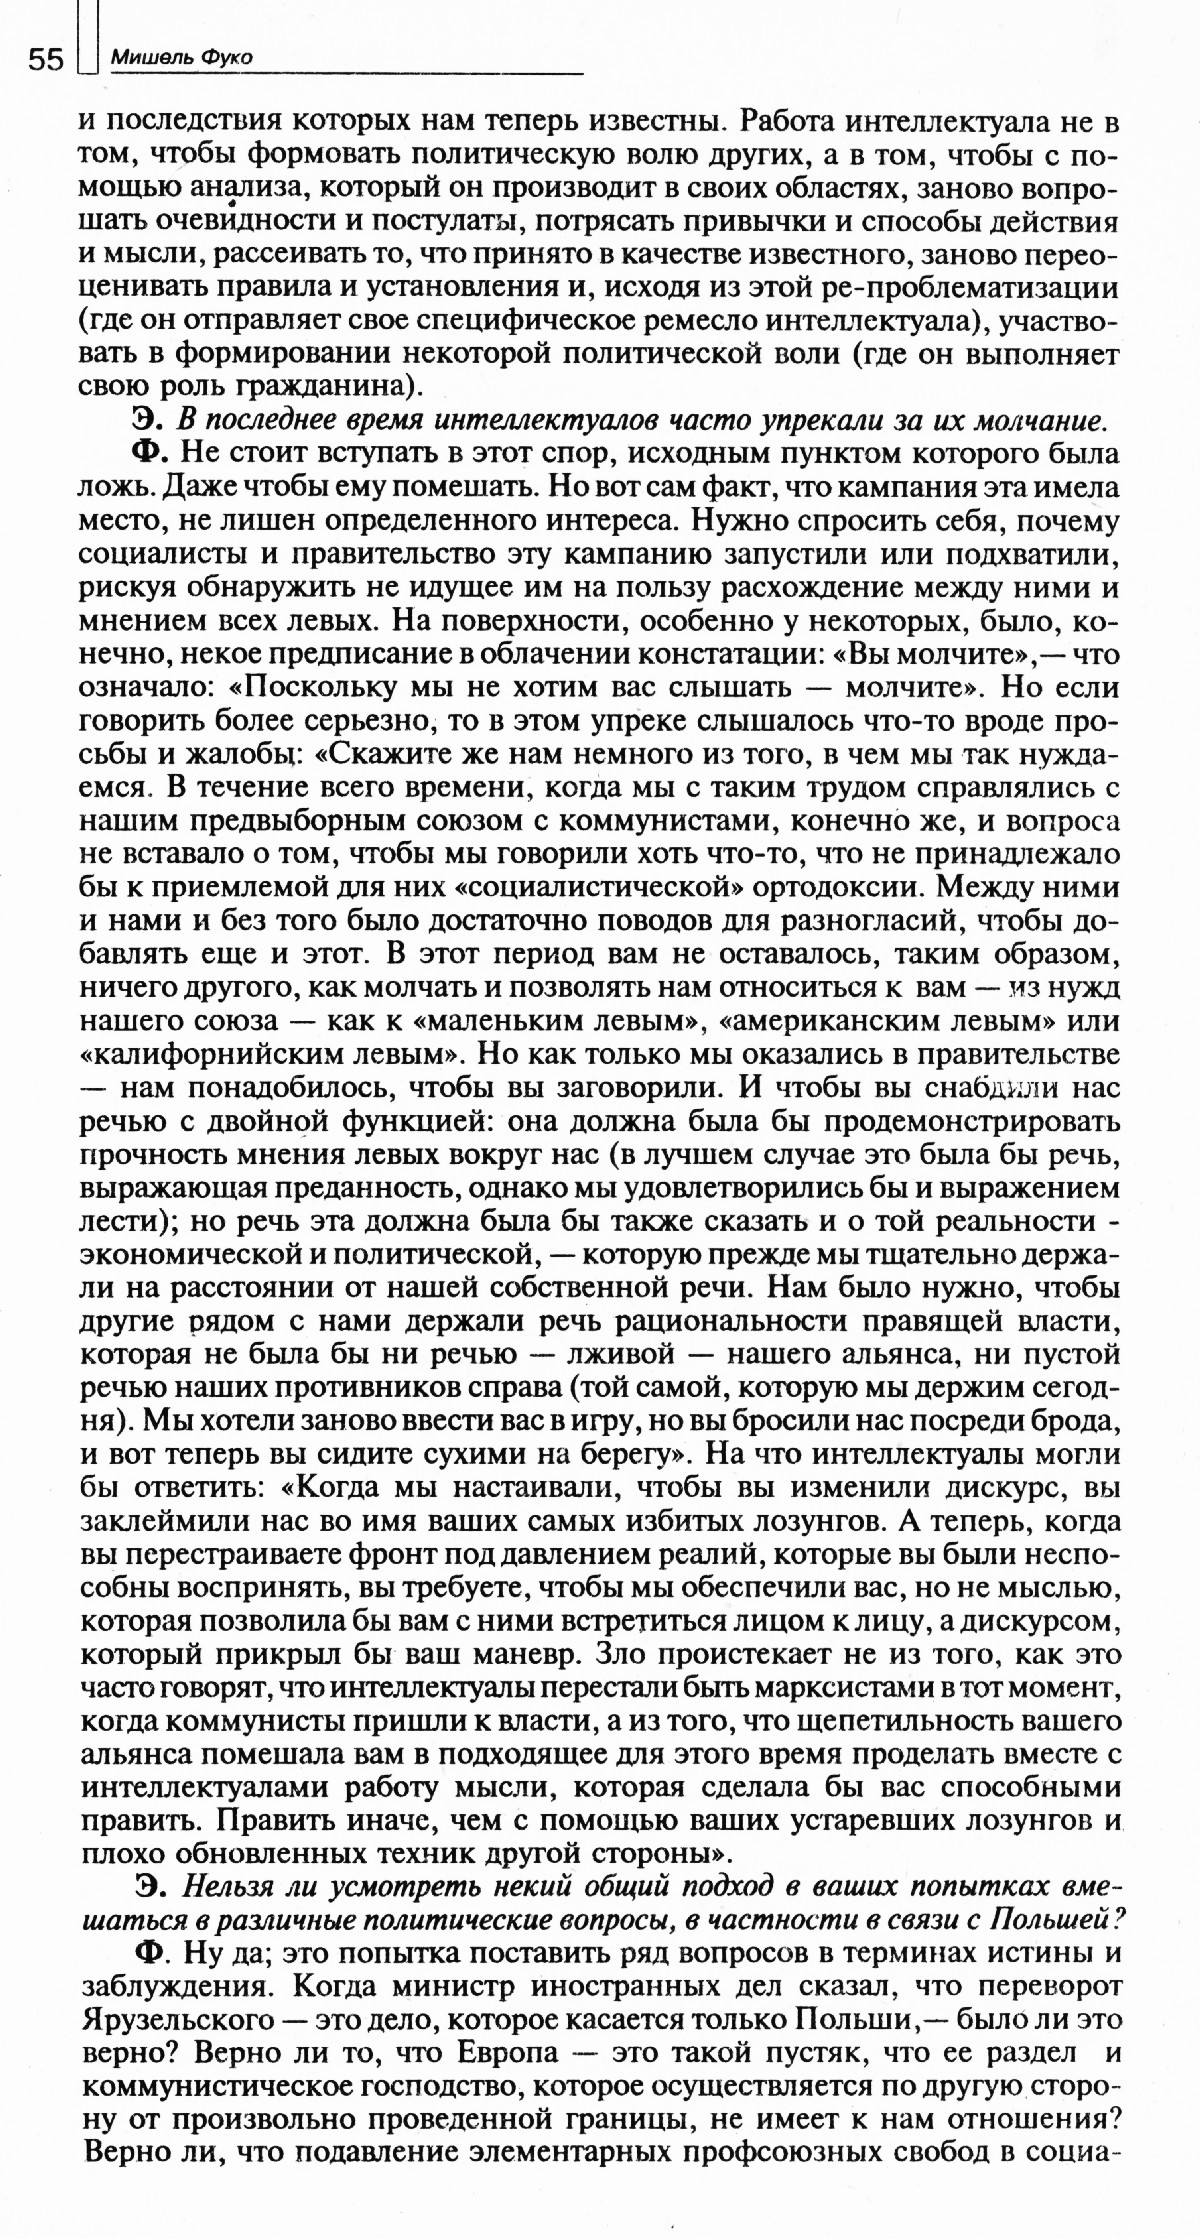 55 Мишель Фуко
и последствия которых нам теперь известны. Работа интеллектуала не в
том, чтобы формовать политическую волю других, а в том, чтобы с по-
мощью анализа, который он производит в своих областях, заново вопро-
шать очевидности и постулаты, потрясать привычки и способы действия
и мысли, рассеивать то, что принято в качестве известного, заново перео-
ценивать правила и установления и, исходя из этой ре-проблематизации
(где он отправляет свое специфическое ремесло интеллектуала), участво-
вать в формировании некоторой политической воли (где он выполняет
свою роль гражданина).
Э. В последнее время интеллектуалов часто упрекали за их молчание.
Ф. Не стоит вступать в этот спор, исходным пунктом которого была
ложь. Даже чтобы ему помешать. Но вот сам факт, что кампания эта имела
место, не лишен определенного интереса. Нужно спросить себя, почему
социалисты и правительство эту кампанию запустили или подхватили,
рискуя обнаружить не идущее им на пользу расхождение между ними и
мнением всех левых. На поверхности, особенно у некоторых, было, ко-
нечно, некое предписание в облачении констатации: «Вы молчите»,— что
означало: «Поскольку мы не хотим вас слышать — молчите». Но если
говорить более серьезно, то в этом упреке слышалось что-то вроде про-
сьбы и жалобы: «Скажите же нам немного из того, в чем мы так нужда-
емся. В течение всего времени, когда мы с таким трудом справлялись с
нашим предвыборным союзом с коммунистами, конечно же, и вопроса
не вставало о том, чтобы мы говорили хоть что-то, что не принадлежало
бы к приемлемой для них «социалистической» ортодоксии. Между ними
и нами и без того было достаточно поводов для разногласий, чтобы до-
бавлять еще и этот. В этот период вам не оставалось, таким образом,
ничего другого, как молчать и позволять нам относиться к вам — из нужд
нашего союза — как к «маленьким левым», «американским левым» или
«калифорнийским левым». Но как только мы оказались в правительстве
— нам понадобилось, чтобы вы заговорили. И чтобы вы снабдили нас
речью с двойной функцией: она должна была бы продемонстрировать
прочность мнения левых вокруг нас (в лучшем случае это была бы речь,
выражающая преданность, однако мы удовлетворились бы и выражением
лести); но речь эта должна была бы также сказать и о той реальности -
экономической и политической, — которую прежде мы тщательно держа-
ли на расстоянии от нашей собственной речи. Нам было нужно, чтобы
другие рядом с нами держали речь рациональности правящей власти,
которая не была бы ни речью — лживой — нашего альянса, ни пустой
речью наших противников справа (той самой, которую мы держим сегод-
ня). Мы хотели заново ввести вас в игру, но вы бросили нас посреди брода,
и вот теперь вы сидите сухими на берегу». На что интеллектуалы могли
бы ответить: «Когда мы настаивали, чтобы вы изменили дискурс, вы
заклеймили нас во имя ваших самых избитых лозунгов. А теперь, когда
вы перестраиваете фронт под давлением реалий, которые вы были неспо-
собны воспринять, вы требуете, чтобы мы обеспечили вас, но не мыслью,
которая позволила бы вам с ними встретиться лицом к лицу, а дискурсом,
который прикрыл бы ваш маневр. Зло проистекает не из того, как это
часто говорят, что интеллектуалы перестали быть марксистами в тот момент,
когда коммунисты пришли к власти, а из того, что щепетильность вашего
альянса помешала вам в подходящее для этого время проделать вместе с
интеллектуалами работу мысли, которая сделала бы вас способными
править. Править иначе, чем с помощью ваших устаревших лозунгов и
плохо обновленных техник другой стороны».
Э. Нельзя ли усмотреть некий общий подход в ваших попытках вме-
шаться в различные политические вопросы, в частности в связи с Польшей?
Ф. Ну да; это попытка поставить ряд вопросов в терминах истины и
заблуждения. Когда министр иностранных дел сказал, что переворот
Ярузельского — это дело, которое касается только Польши,— было ли это
верно? Верно ли то, что Европа — это такой пустяк, что ее раздел и
коммунистическое господство, которое осуществляется по другую сторо-
ну от произвольно проведенной границы, не имеет к нам отношения?
Верно ли, что подавление элементарных профсоюзных свобод в социа-